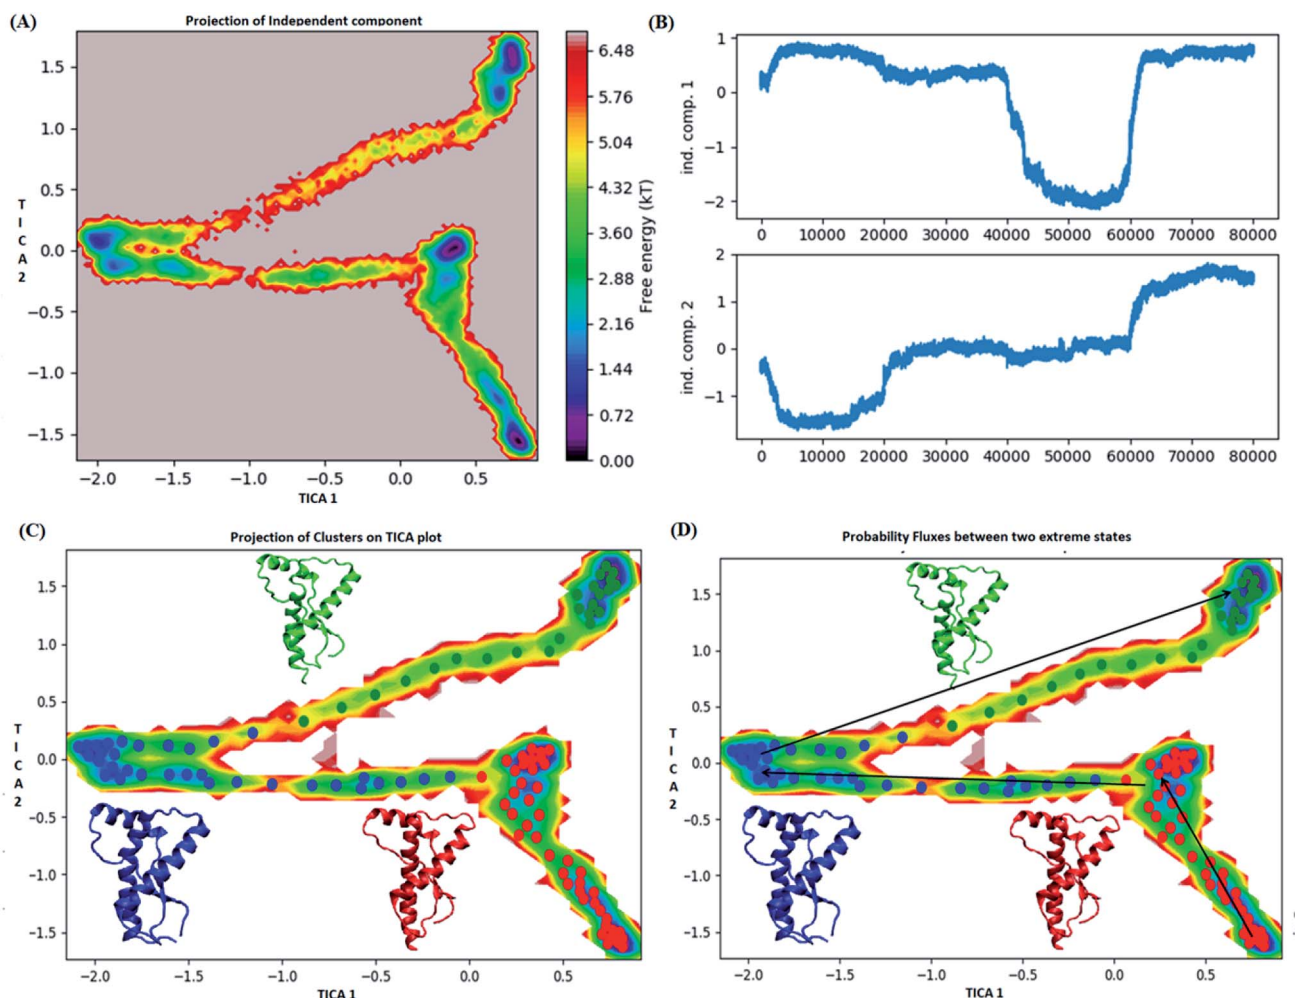 (A)
Projection of Independent component
1.5
1.0
0.5
0.0
−0.5
−1.0
−1.5
T
I
C
A
2
−2.0 −1.5 −1.0 −0.5 0.0 0.5
TICA 1
6.48
5.76
5.04
4.32
3.60
2.88
2.16
1.44
0.72
0.00
Free energy (kT)
(B)
1
0
−1
−2
ind. comp. 1
0 10000 20000 30000 40000 50000 60000 70000 80000
2
1
0
−1
ind. comp. 2
0 10000 20000 30000 40000 50000 60000 70000 80000
(C)
Projection of Clusters on TICA plot
1.5
1.0
0.5
0.0
−0.5
−1.0
−1.5
T
I
C
A
2
−2.0 −1.5 −1.0 −0.5 0.0 0.5
TICA 1
(D)
Probability Fluxes between two extreme states
1.5
1.0
0.5
0.0
−0.5
−1.0
−1.5
T
I
C
A
2
−2.0 −1.5 −1.0 −0.5 0.0 0.5
TICA 1